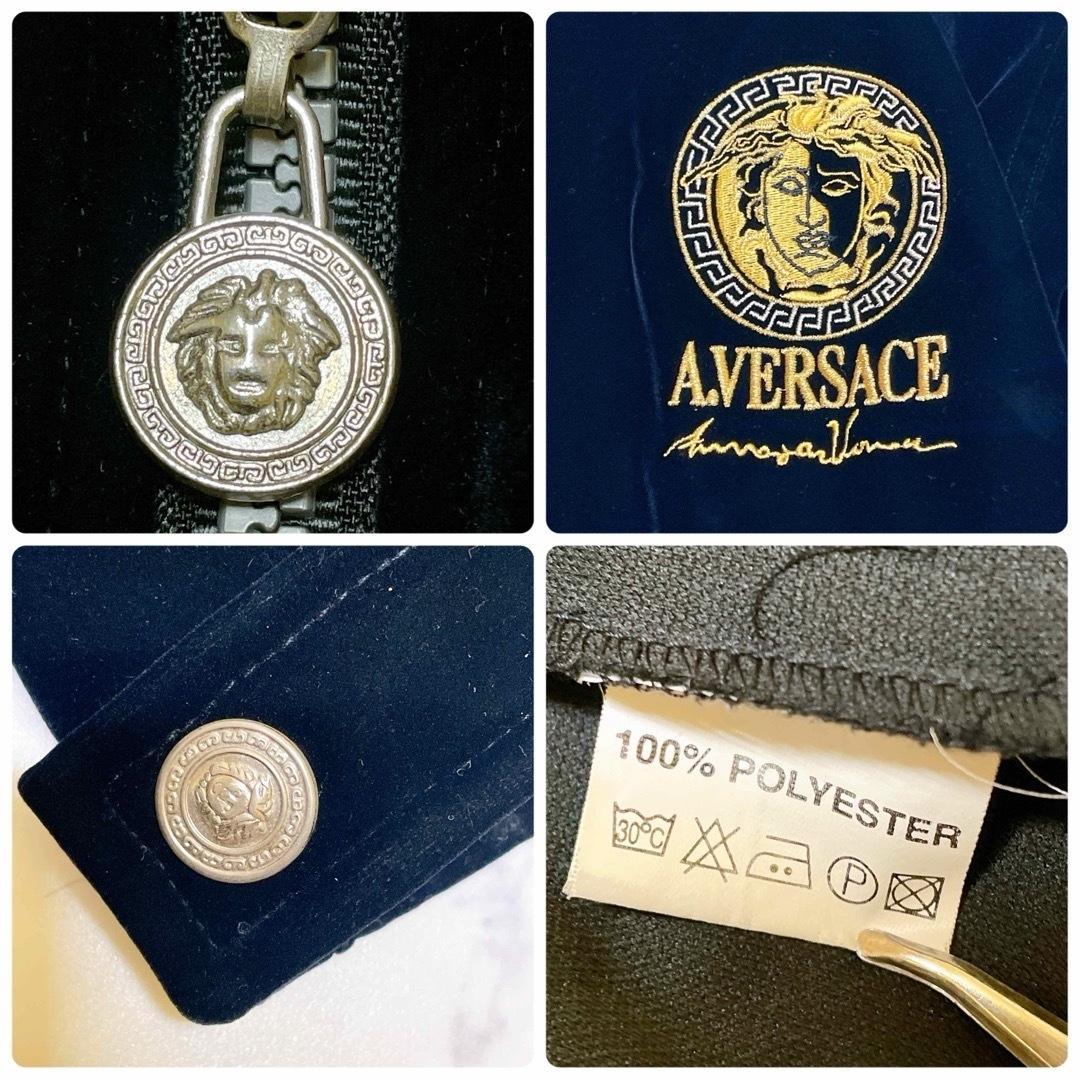 A.VERSACE
100% POLYESTER
30°C
P